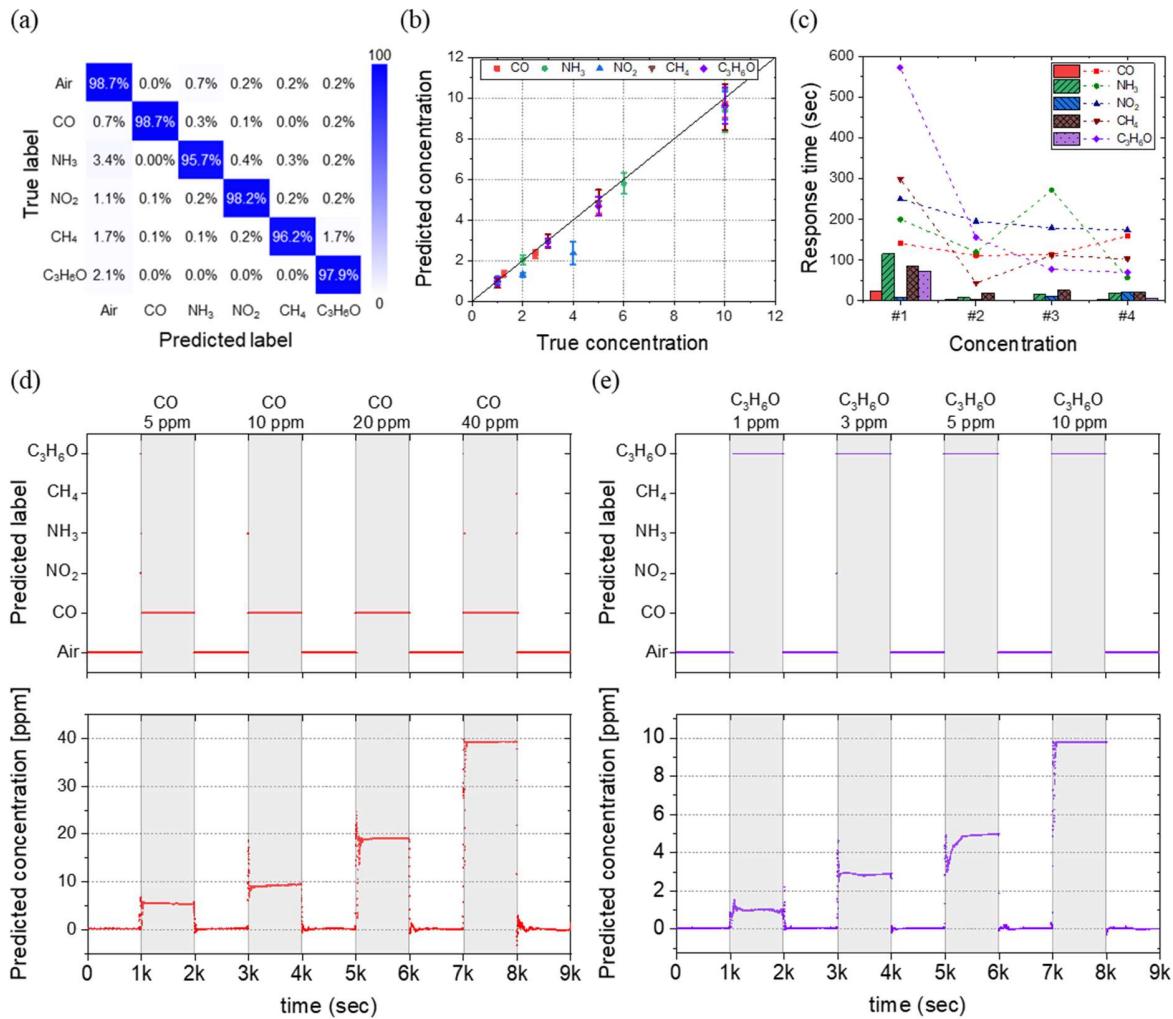 (a)
100
Air 98.7% 0.0% 0.7% 0.2% 0.2% 0.2%
CO 0.7% 98.7% 0.3% 0.1% 0.0% 0.2%
NH₃ 3.4% 0.00% 95.7% 0.4% 0.3% 0.2%
NO₂ 1.1% 0.1% 0.2% 98.2% 0.2% 0.2%
CH₄ 1.7% 0.1% 0.1% 0.2% 96.2% 1.7%
C₃H₆O 2.1% 0.0% 0.0% 0.0% 0.0% 97.9%
0
Air CO NH₃ NO₂ CH₄ C₃H₆O
True label
Predicted label
(b)
CO NH₃ NO₂ CH₄ C₃H₆O
12
10
8
6
4
2
0
0 2 4 6 8 10 12
Predicted concentration
True concentration
(c)
600
500
400
300
200
100
0
CO
NH₃
NO₂
CH₄
C₃H₆O
#1 #2 #3 #4
Response time (sec)
Concentration
(d)
CO CO CO CO
5 ppm 10 ppm 20 ppm 40 ppm
C₃H₆O
CH₄
NH₃
NO₂
CO
Air
Predicted label
40
30
20
10
0
Predicted concentration [ppm]
0 1k 2k 3k 4k 5k 6k 7k 8k 9k
time (sec)
(e)
C₃H₆O C₃H₆O C₃H₆O C₃H₆O
1 ppm 3 ppm 5 ppm 10 ppm
C₃H₆O
CH₄
NH₃
NO₂
CO
Air
Predicted label
10
8
6
4
2
0
Predicted concentration [ppm]
0 1k 2k 3k 4k 5k 6k 7k 8k 9k
time (sec)